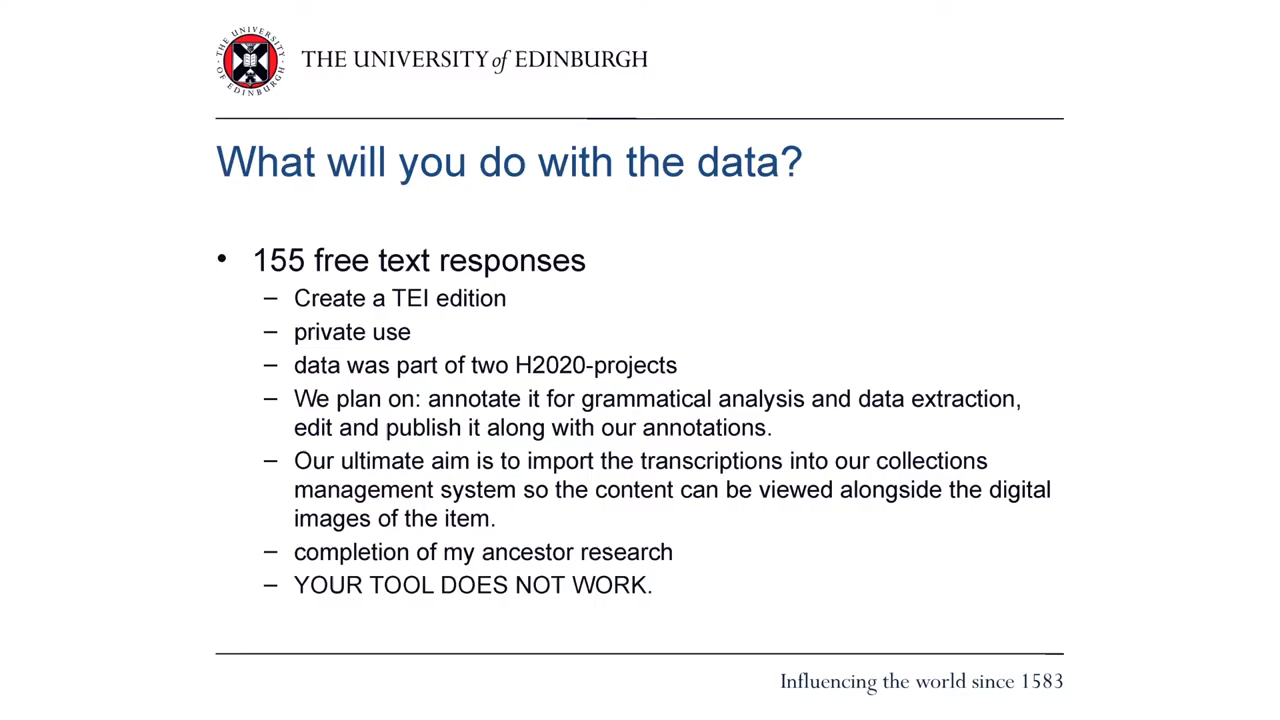 THE UNIVERSITY OF EDINBURGH
THE UNIVERSITY of EDINBURGH
What will you do with the data?
• 155 free text responses
– Create a TEI edition
– private use
– data was part of two H2020-projects
– We plan on: annotate it for grammatical analysis and data extraction,
edit and publish it along with our annotations.
– Our ultimate aim is to import the transcriptions into our collections
management system so the content can be viewed alongside the digital
images of the item.
– completion of my ancestor research
– YOUR TOOL DOES NOT WORK.
Influencing the world since 1583